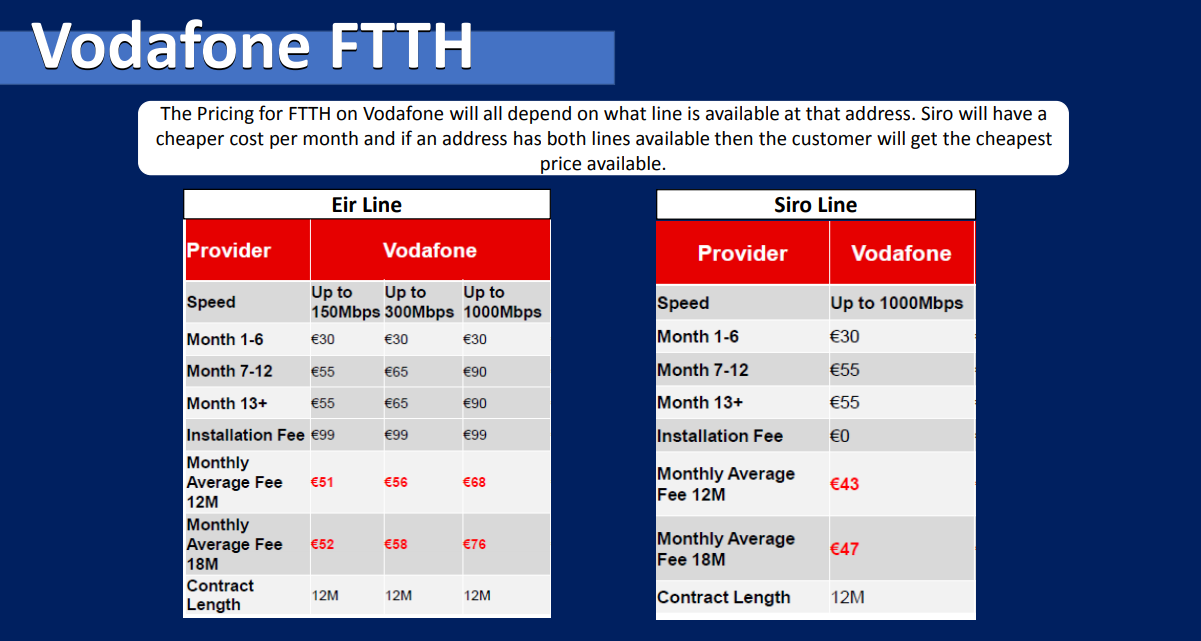 Vodafone FTTH
The Pricing for FTTH on Vodafone will all depend on what line is available at that address. Siro will have a
cheaper cost per month and if an address has both lines available then the customer will get the cheapest
price available.
Eir Line
Provider Vodafone
Speed Up to 150Mbps Up to 300Mbps Up to 1000Mbps
Month 1-6 €30 €30 €30
Month 7-12 €55 €65 €90
Month 13+ €55 €65 €90
Installation Fee €99 €99 €99
Monthly Average Fee 12M €51 €56 €68
Monthly Average Fee 18M €52 €58 €76
Contract Length 12M 12M 12M
Siro Line
Provider Vodafone
Speed Up to 1000Mbps
Month 1-6 €30
Month 7-12 €55
Month 13+ €55
Installation Fee €0
Monthly Average Fee 12M €43
Monthly Average Fee 18M €47
Contract Length 12M